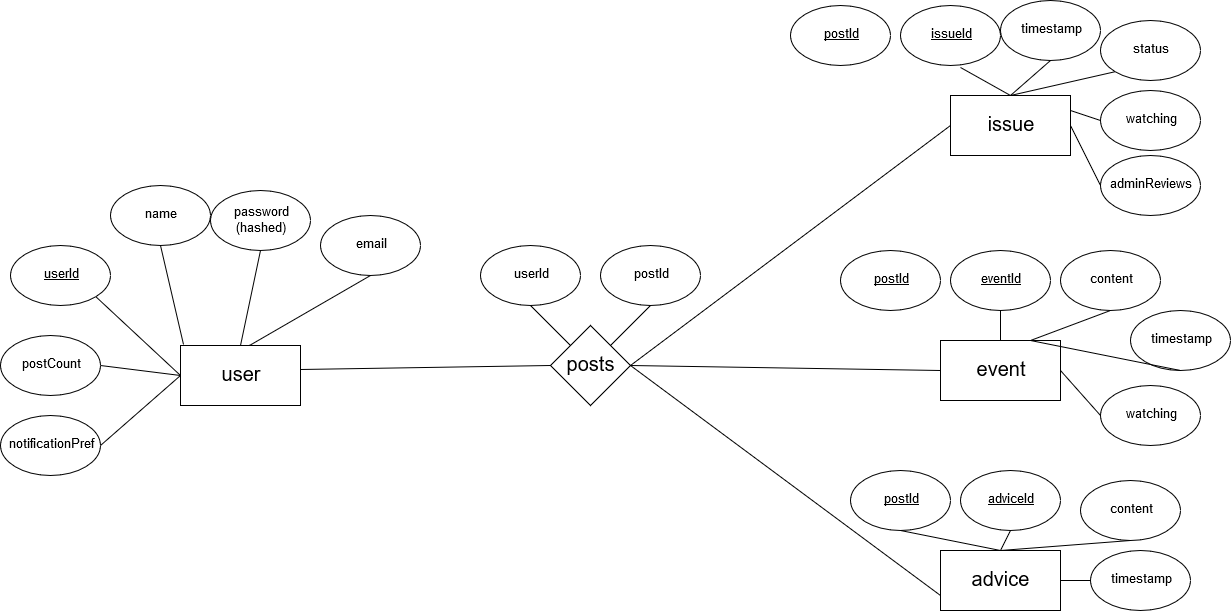 postId
issueId
timestamp
status
issue
watching
adminReviews
name
password
(hashed)
email
userId
postCount
notificationPref
user
userId
postId
posts
postId
eventId
content
timestamp
event
watching
postId
adviceId
content
advice
timestamp